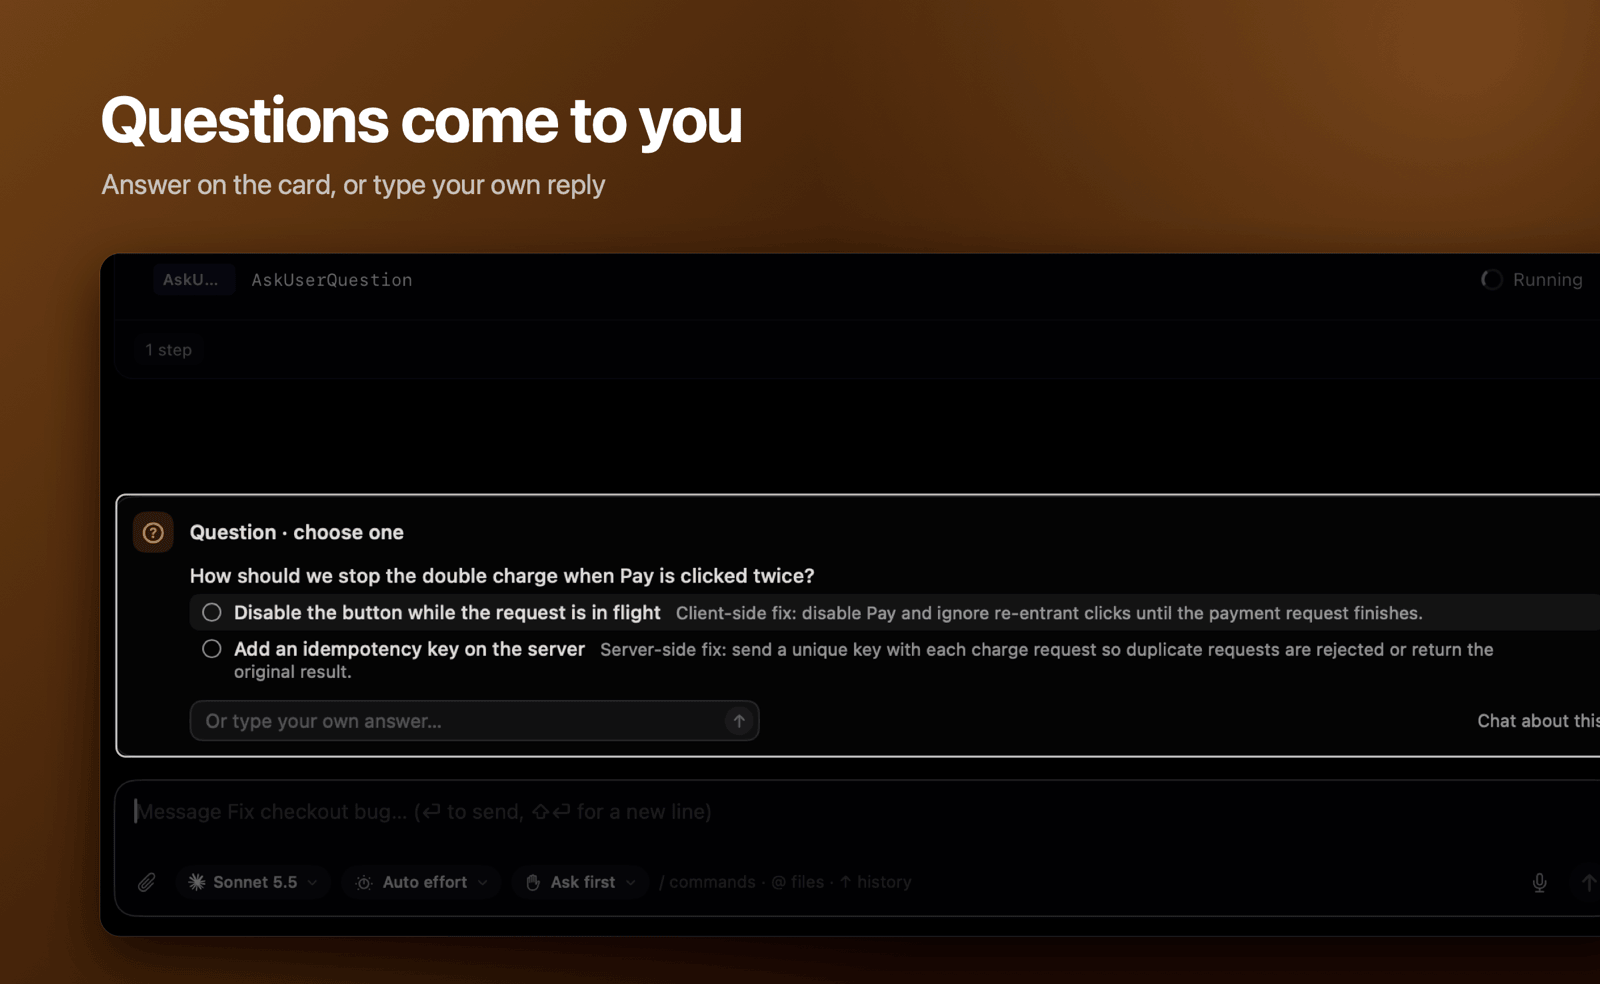 Questions come to you
Answer on the card, or type your own reply
AskU... AskUserQuestion Running
1 step
Question · choose one
How should we stop the double charge when Pay is clicked twice?
Disable the button while the request is in flight Client-side fix: disable Pay and ignore re-entrant clicks until the payment request finishes.
Add an idempotency key on the server Server-side fix: send a unique key with each charge request so duplicate requests are rejected or return the
original result.
Or type your own answer... Chat about this
Message Fix checkout bug... (⏎ to send, ⇧⏎ for a new line)
Sonnet 5.5 Auto effort Ask first / commands · @ files · ↑ history